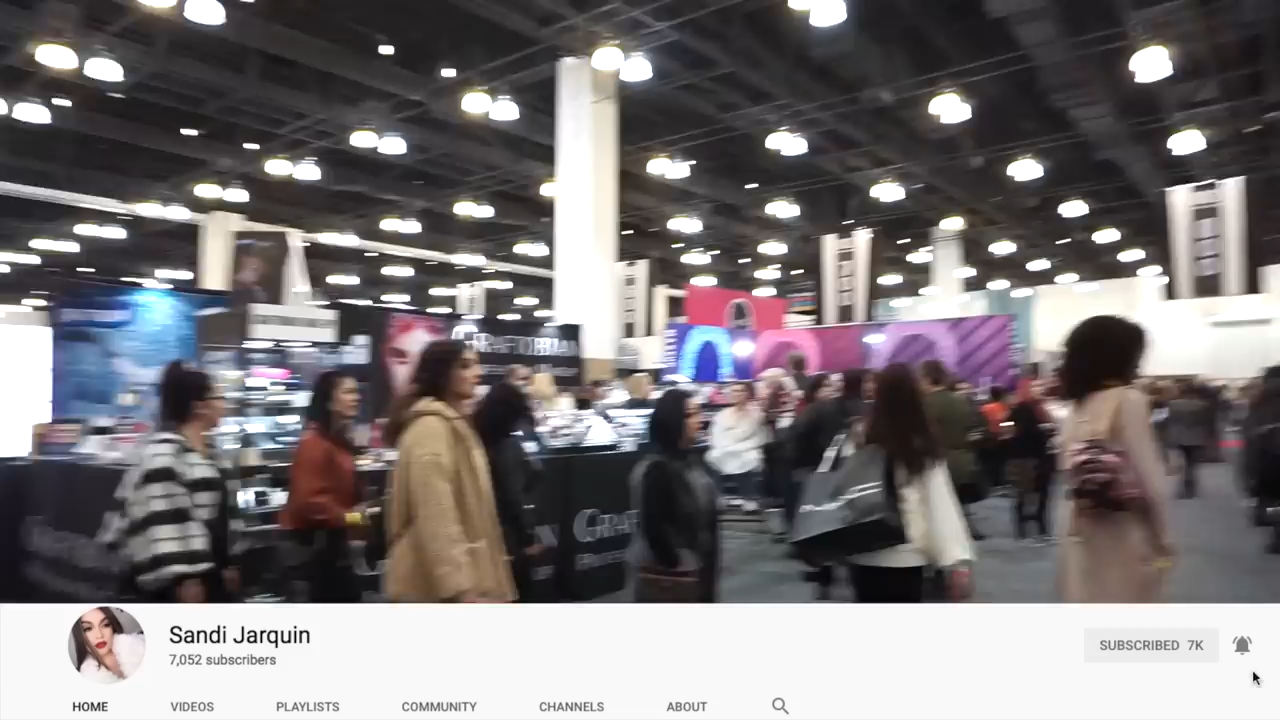 Sandi Jarquin
7,052 subscribers
SUBSCRIBED 7K
HOME VIDEOS PLAYLISTS COMMUNITY CHANNELS ABOUT